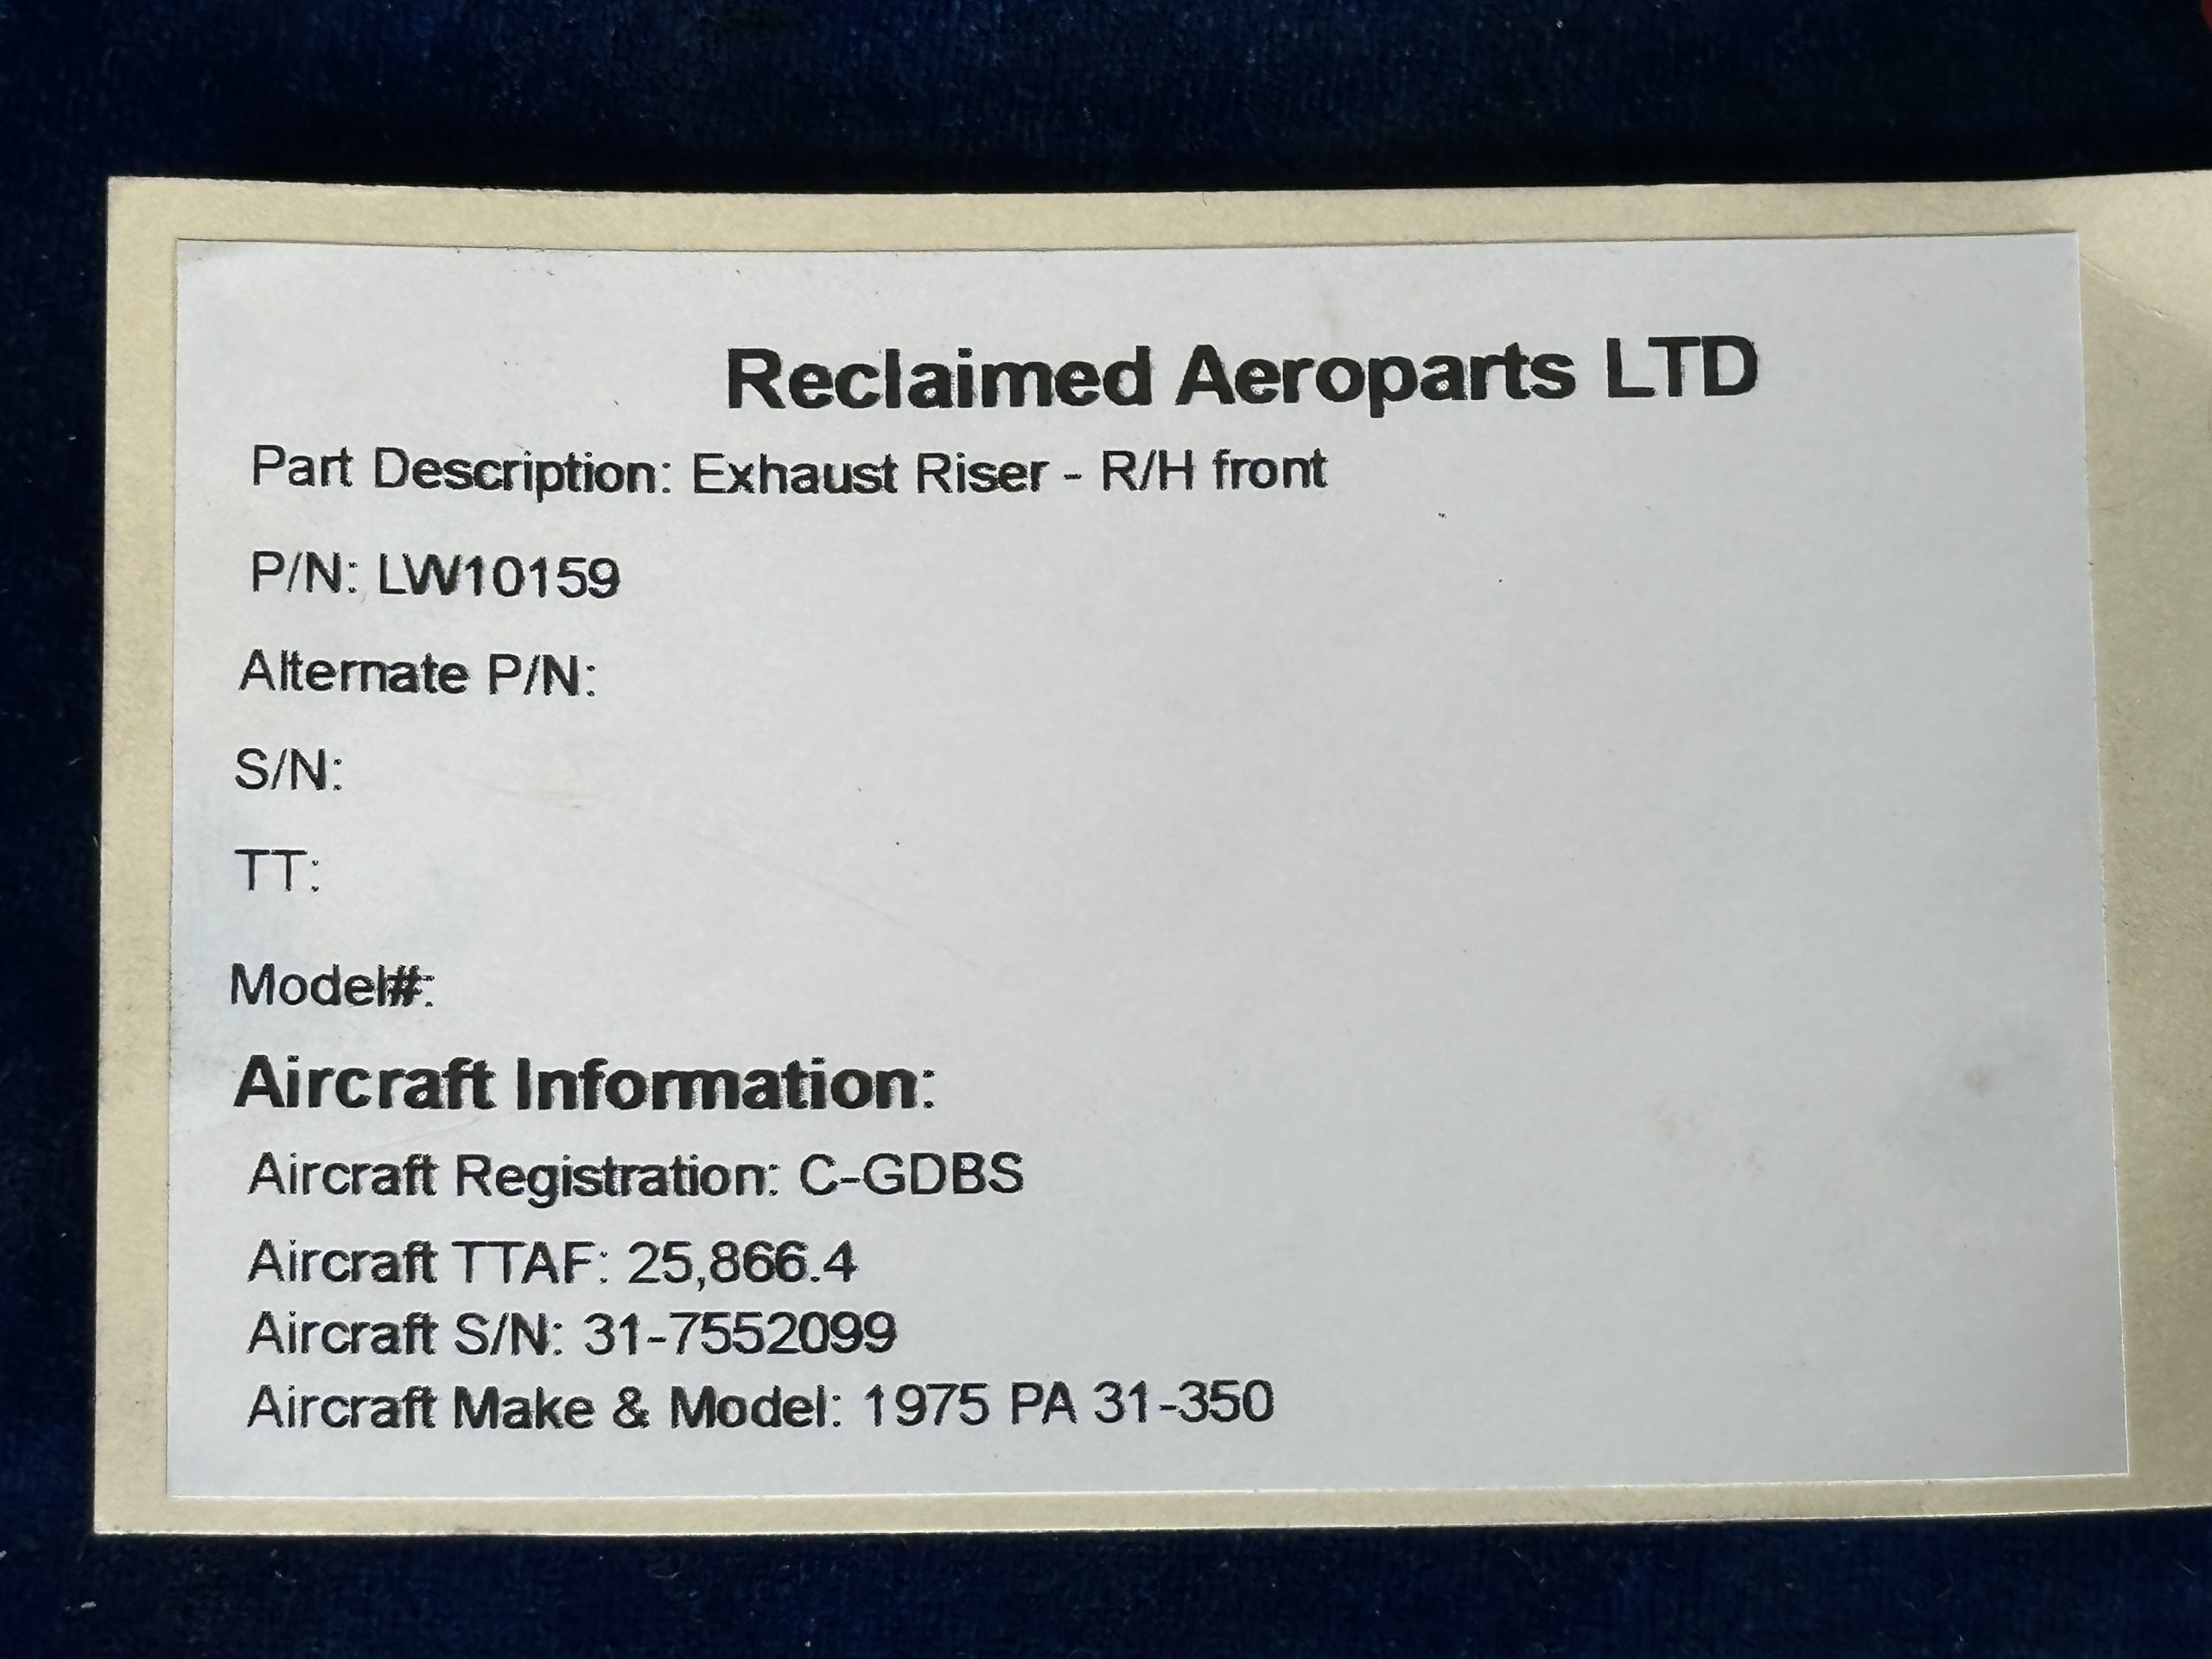 Reclaimed Aeroparts LTD
Part Description: Exhaust Riser - R/H front
P/N: LW10159
Alternate P/N:
S/N:
TT:
Model#:
Aircraft Information:
Aircraft Registration: C-GDBS
Aircraft TTAF: 25,866.4
Aircraft S/N: 31-7552099
Aircraft Make & Model: 1975 PA 31-350